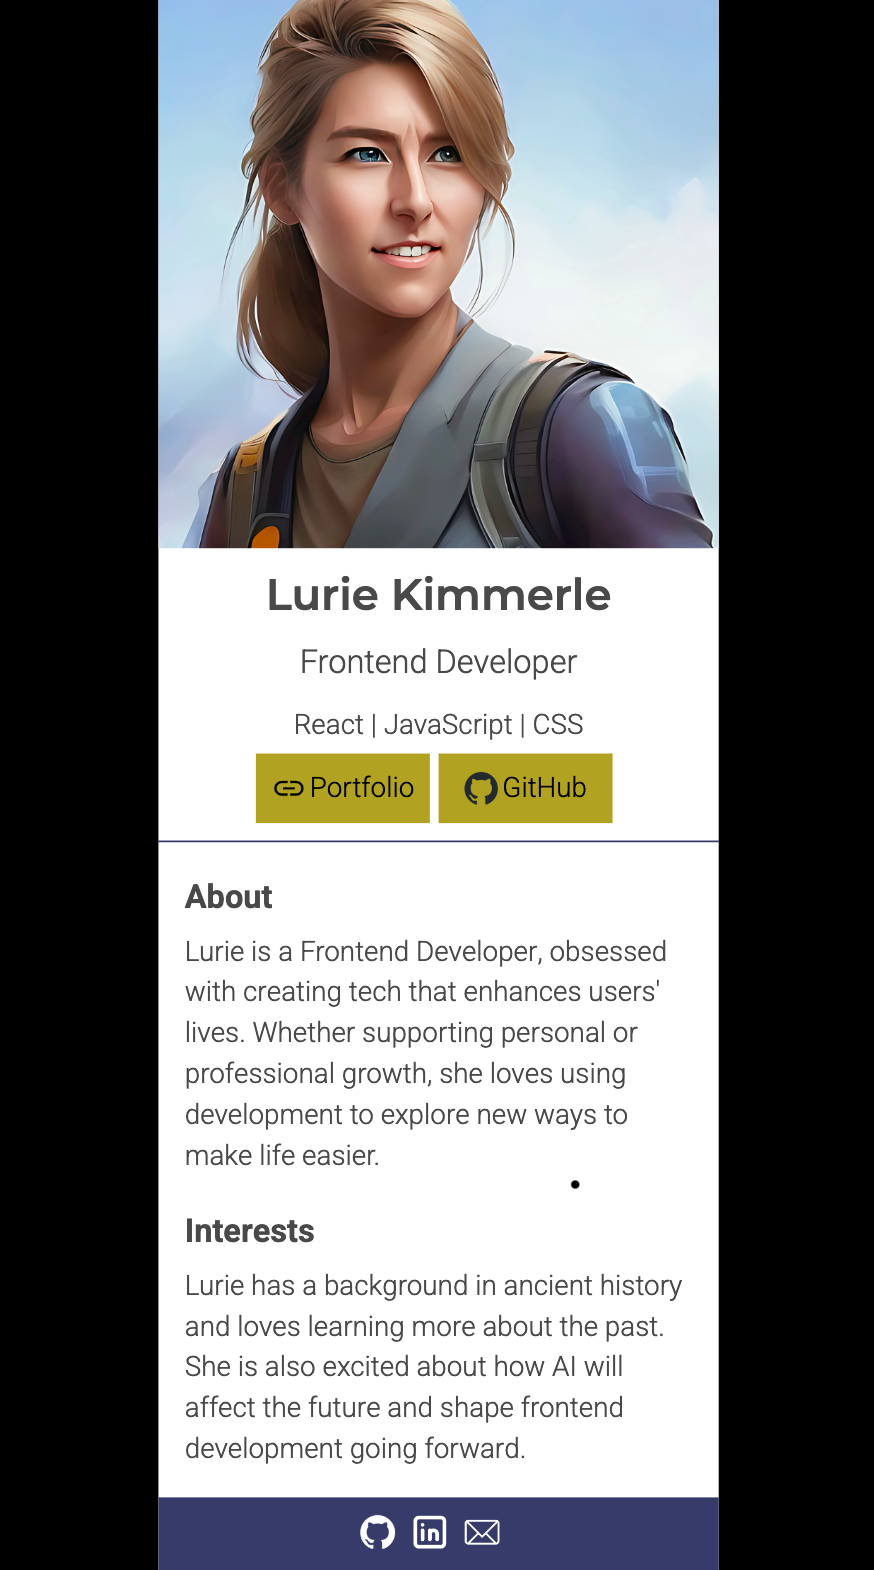 Lurie Kimmerle
Frontend Developer
React | JavaScript | CSS
Portfolio
GitHub
About
Lurie is a Frontend Developer, obsessed
with creating tech that enhances users'
lives. Whether supporting personal or
professional growth, she loves using
development to explore new ways to
make life easier.
Interests
Lurie has a background in ancient history
and loves learning more about the past.
She is also excited about how AI will
affect the future and shape frontend
development going forward.
in